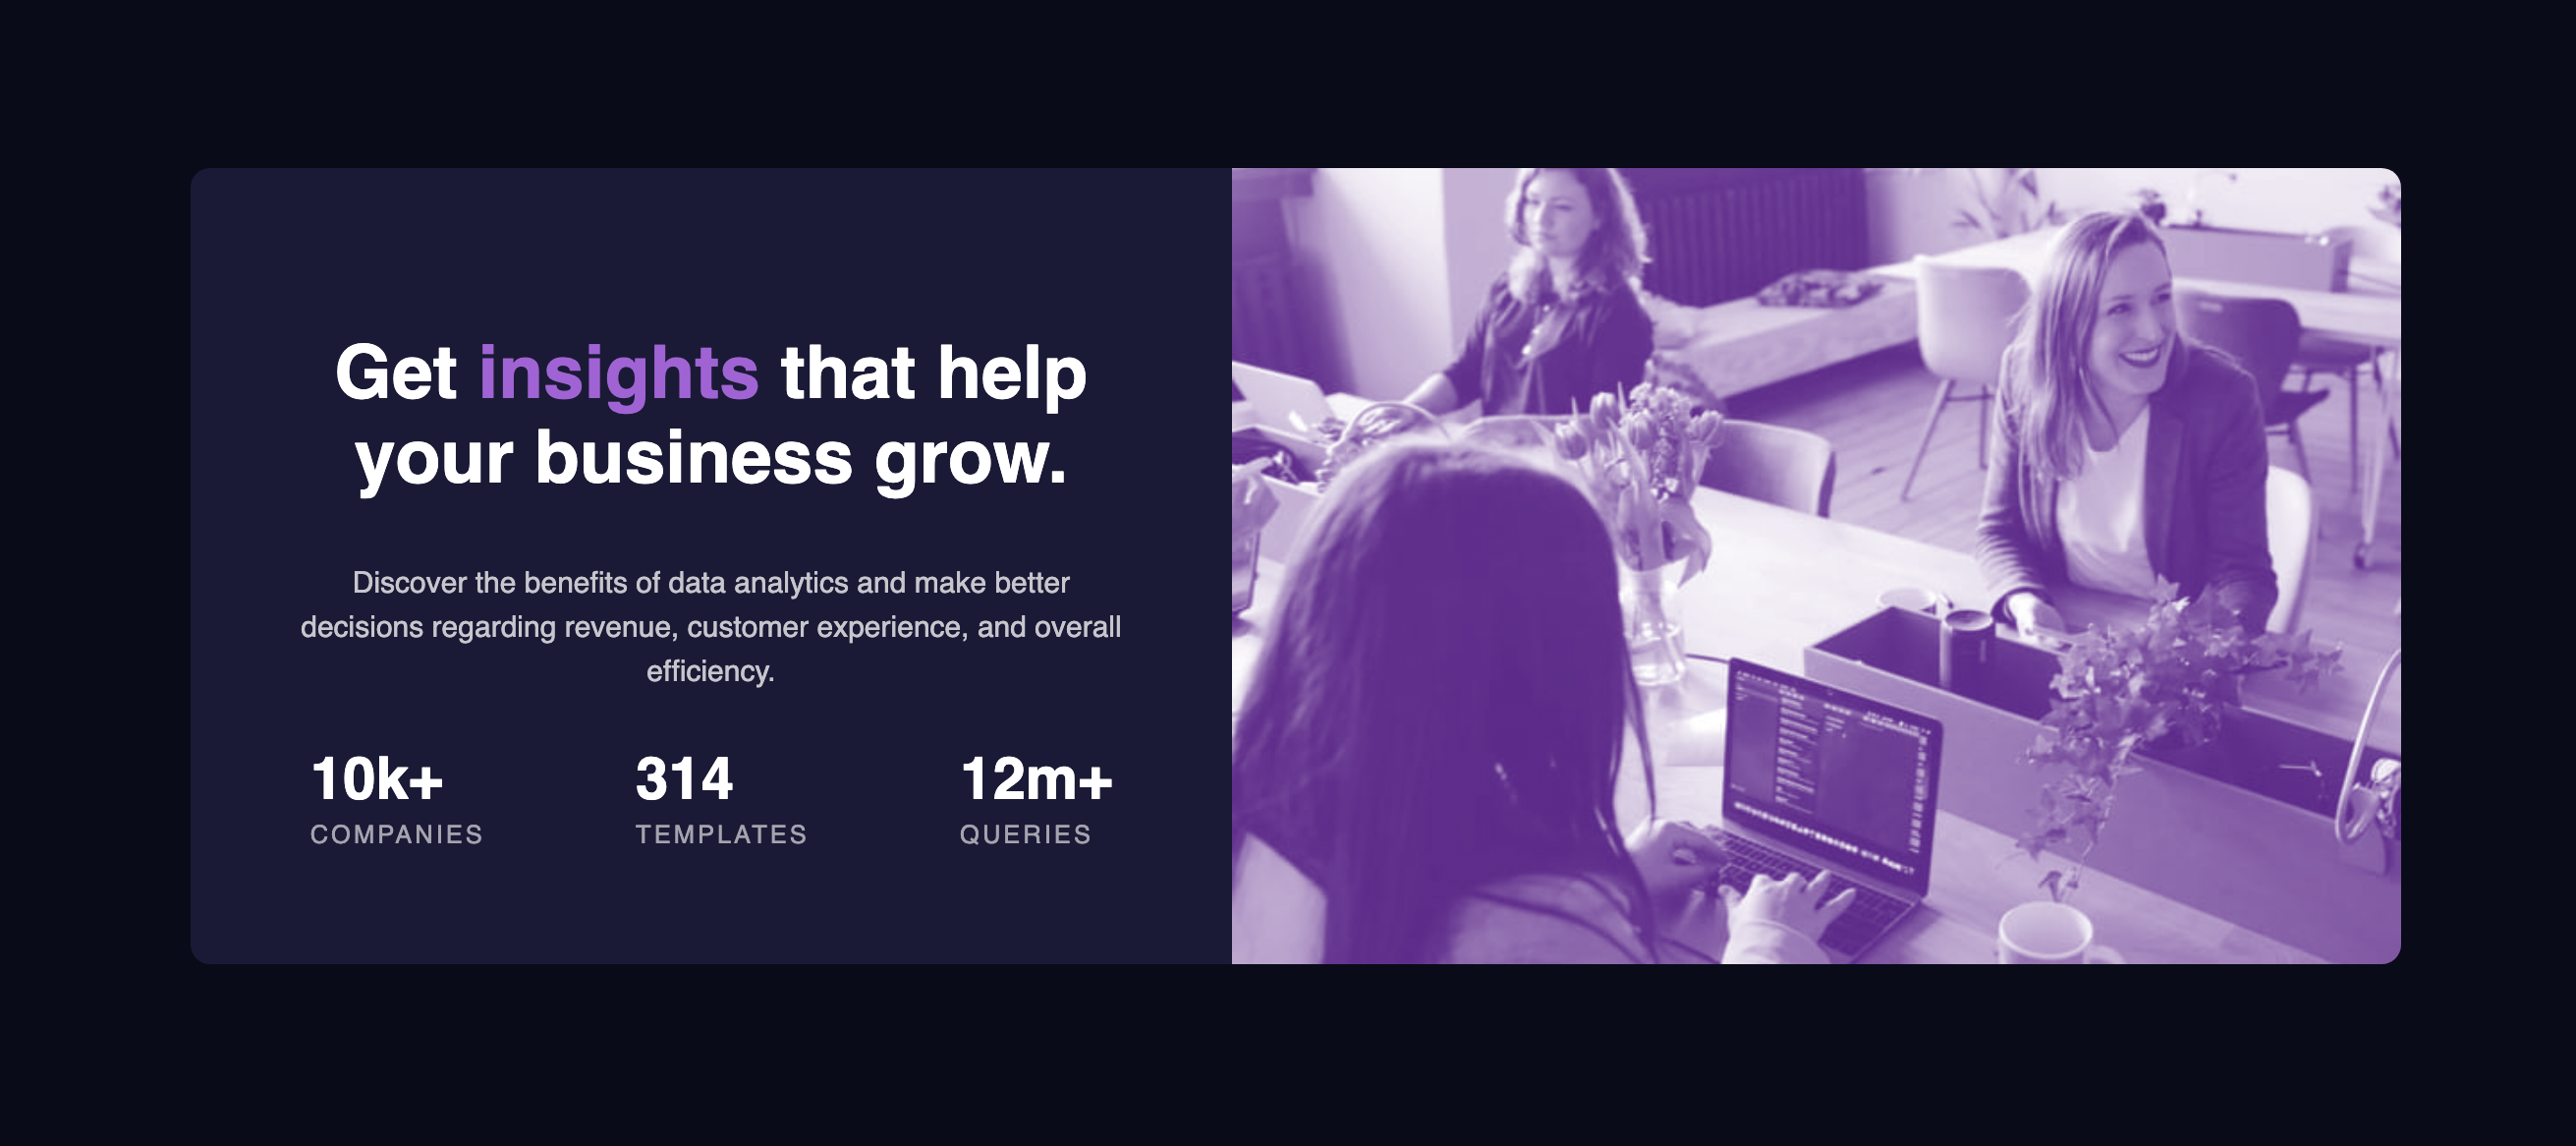 Get insights that help
your business grow.
Discover the benefits of data analytics and make better
decisions regarding revenue, customer experience, and overall
efficiency.
10k+ 314 12m+
COMPANIES TEMPLATES QUERIES